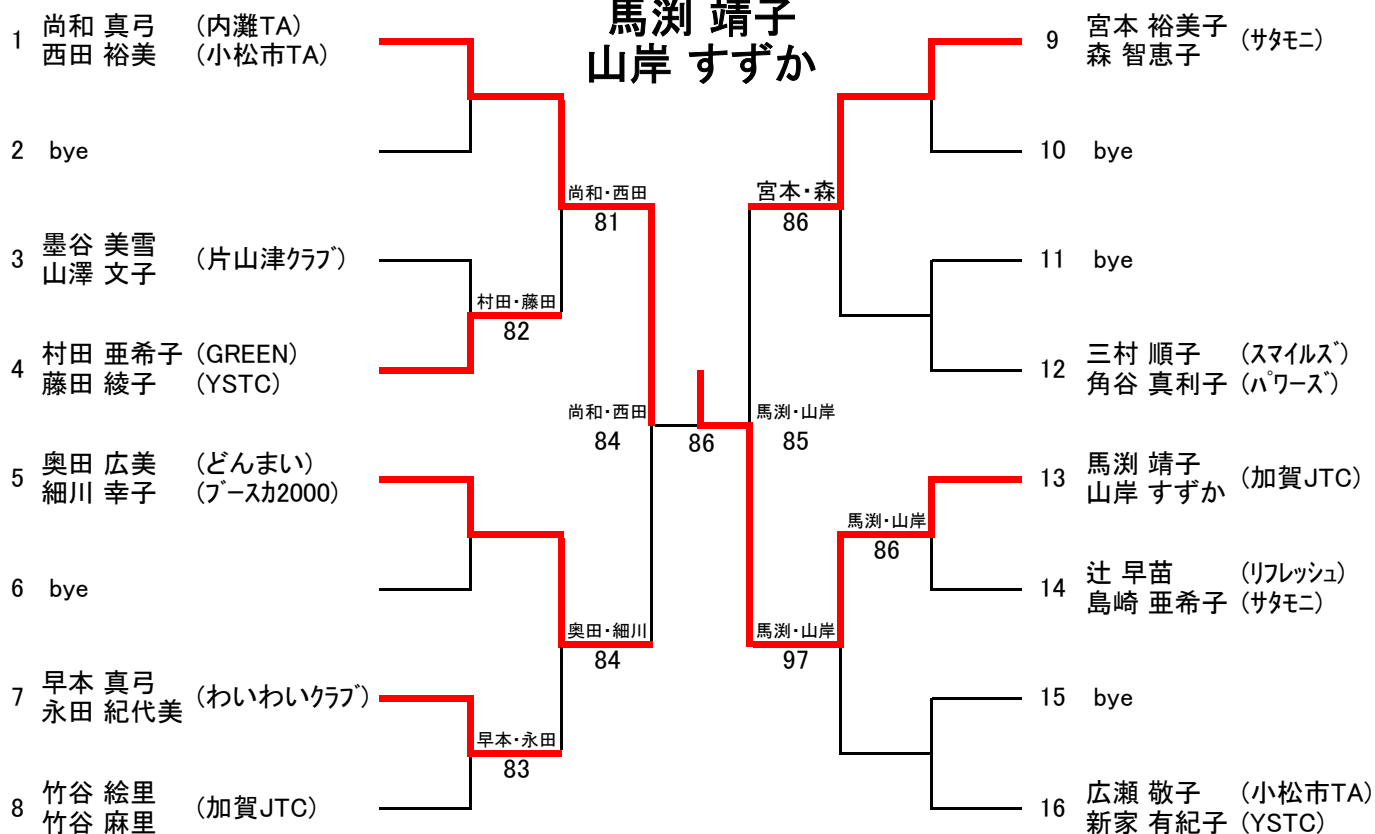 馬渕 靖子
山岸 すずか
1 尚和 真弓 (内灘TA)
西田 裕美 (小松市TA)
2 bye
3 墨谷 美雪
山澤 文子 (片山津ｸﾗﾌﾞ)
4 村田 亜希子 (GREEN)
藤田 綾子 (YSTC)
5 奥田 広美 (どんまい)
細川 幸子 (ﾌﾞｰｽｶ2000)
6 bye
7 早本 真弓
永田 紀代美 (わいわいｸﾗﾌﾞ)
8 竹谷 絵里
竹谷 麻里 (加賀JTC)
村田・藤田
82
早本・永田
83
尚和・西田
81
奥田・細川
84
尚和・西田
84
86
馬渕・山岸
85
宮本・森
86
馬渕・山岸
97
馬渕・山岸
86
9 宮本 裕美子
森 智恵子 (ｻﾀﾓﾆ)
10 bye
11 bye
12 三村 順子 (ｽﾏｲﾙｽﾞ)
角谷 真利子 (ﾊﾟﾜｰｽﾞ)
13 馬渕 靖子
山岸 すずか (加賀JTC)
14 辻 早苗 (ﾘﾌﾚｯｼｭ)
島崎 亜希子 (ｻﾀﾓﾆ)
15 bye
16 広瀬 敬子 (小松市TA)
新家 有紀子 (YSTC)